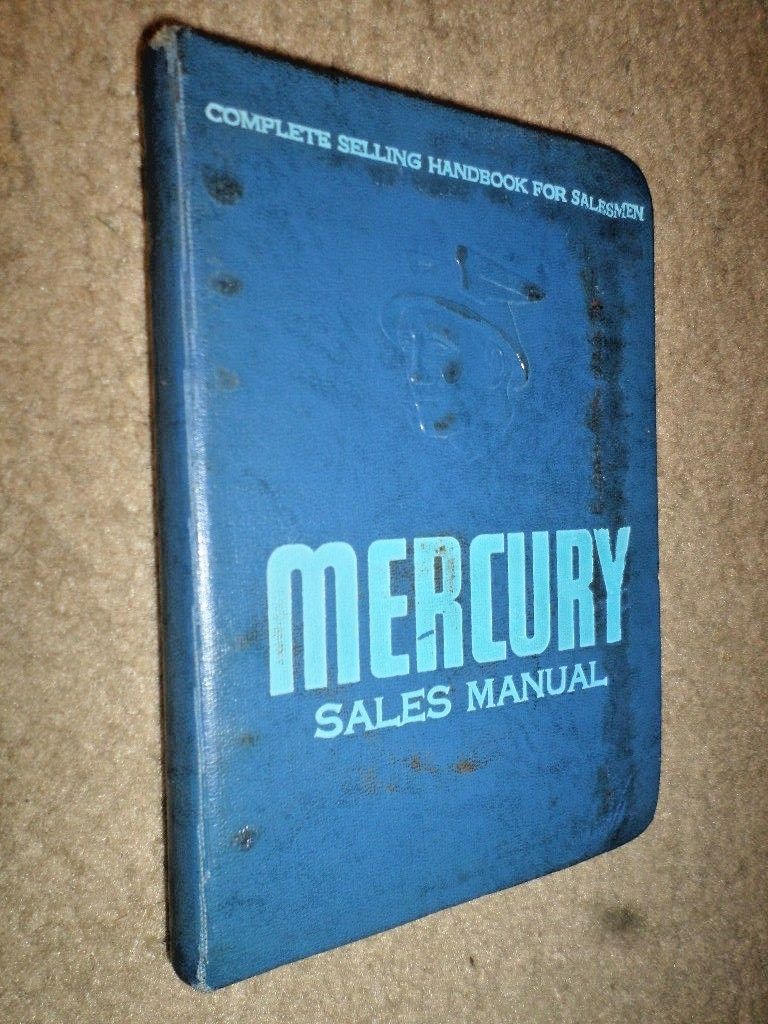 COMPLETE SELLING HANDBOOK FOR SALESMEN
MERCURY
SALES MANUAL